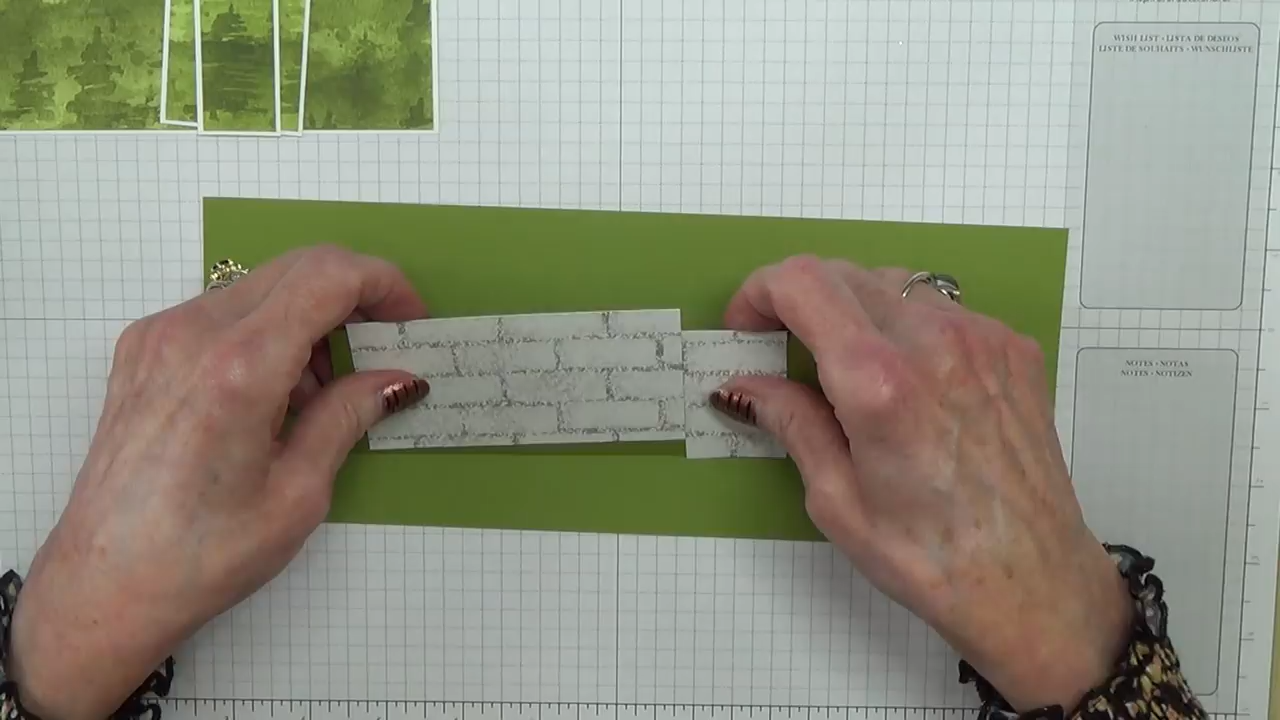 WISH LIST • LISTA DE DESEOS
LISTE DE SOUHAITS • WUNSCHLISTE
NOTES • NOTAS
NOTES • NOTIZEN